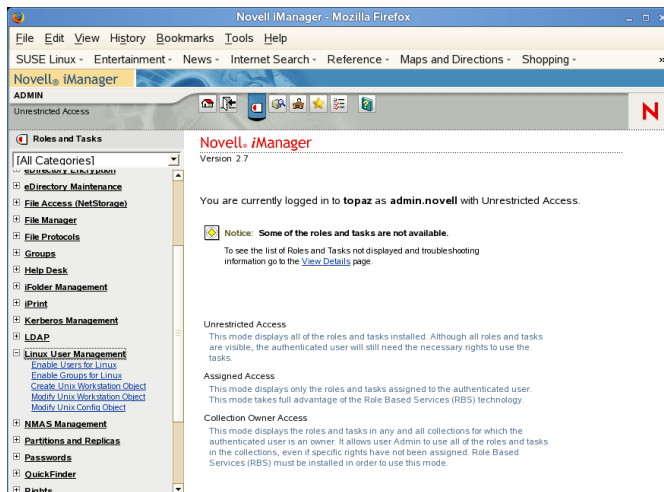 Novell iManager - Mozilla Firefox
File Edit View History Bookmarks Tools Help
SUSE Linux Entertainment News Internet Search Reference Maps and Directions Shopping »
Novell® iManager
ADMIN
Unrestricted Access
N
Roles and Tasks
[All Categories]
eDirectory Encryption
eDirectory Maintenance
File Access (NetStorage)
File Manager
File Protocols
Groups
Help Desk
iFolder Management
iPrint
Kerberos Management
LDAP
Linux User Management
Enable Users for Linux
Enable Groups for Linux
Create Unix Workstation Object
Modify Unix Workstation Object
Modify Unix Config Object
NMAS Management
Partitions and Replicas
Passwords
QuickFinder
Rights
Novell® iManager
Version 2.7
You are currently logged in to topaz as admin.novell with Unrestricted Access.
Notice: Some of the roles and tasks are not available.
To see the list of Roles and Tasks not displayed and troubleshooting
information go to the View Details page.
Unrestricted Access
This mode displays all of the roles and tasks installed. Although all roles and tasks
are visible, the authenticated user will still need the necessary rights to use the
tasks.
Assigned Access
This mode displays only the roles and tasks assigned to the authenticated user.
This mode takes full advantage of the Role Based Services (RBS) technology.
Collection Owner Access
This mode displays the roles and tasks in any and all collections for which the
authenticated user is an owner. It allows user Admin to use all of the roles and tasks
in the collections, even if specific rights have not been assigned. Role Based
Services (RBS) must be installed in order to use this mode.